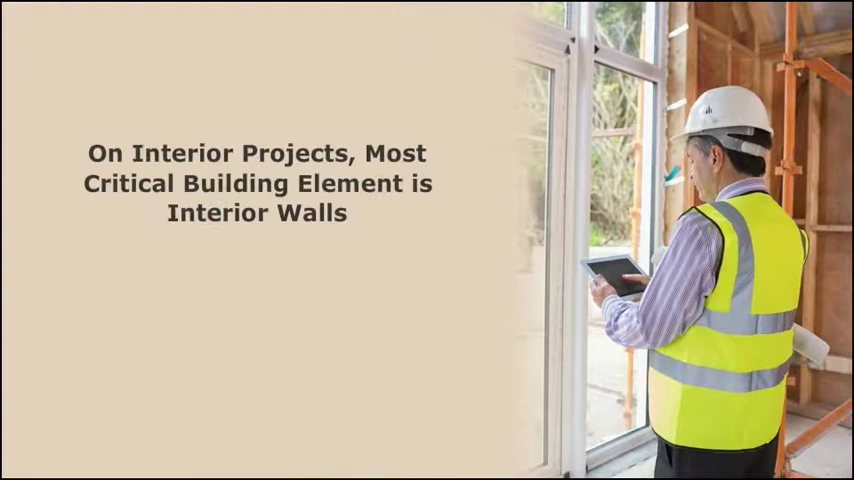 On Interior Projects, Most
Critical Building Element is
Interior Walls